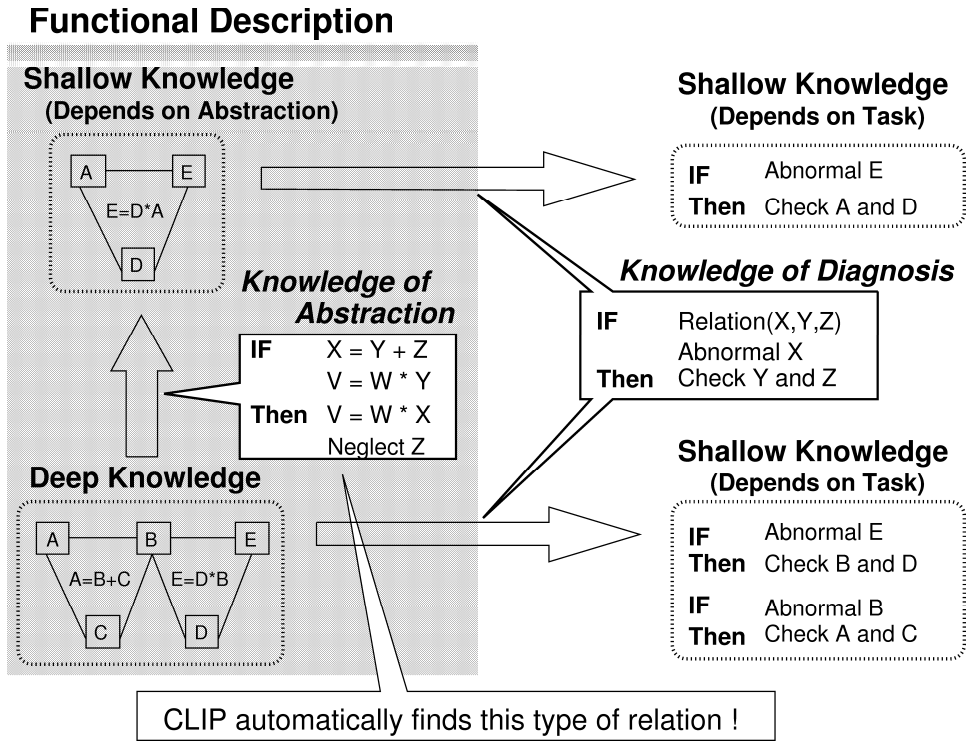 Functional Description
Shallow Knowledge
(Depends on Abstraction)
A
E
E=D*A
D
Shallow Knowledge
(Depends on Task)
IF Abnormal E
Then Check A and D
Knowledge of
Abstraction
IF X = Y + Z
V = W * Y
Then V = W * X
Neglect Z
Knowledge of Diagnosis
IF Relation(X,Y,Z)
Abnormal X
Then Check Y and Z
Deep Knowledge
A
B
E
A=B+C
E=D*B
C
D
Shallow Knowledge
(Depends on Task)
IF Abnormal E
Then Check B and D
IF Abnormal B
Then Check A and C
CLIP automatically finds this type of relation !